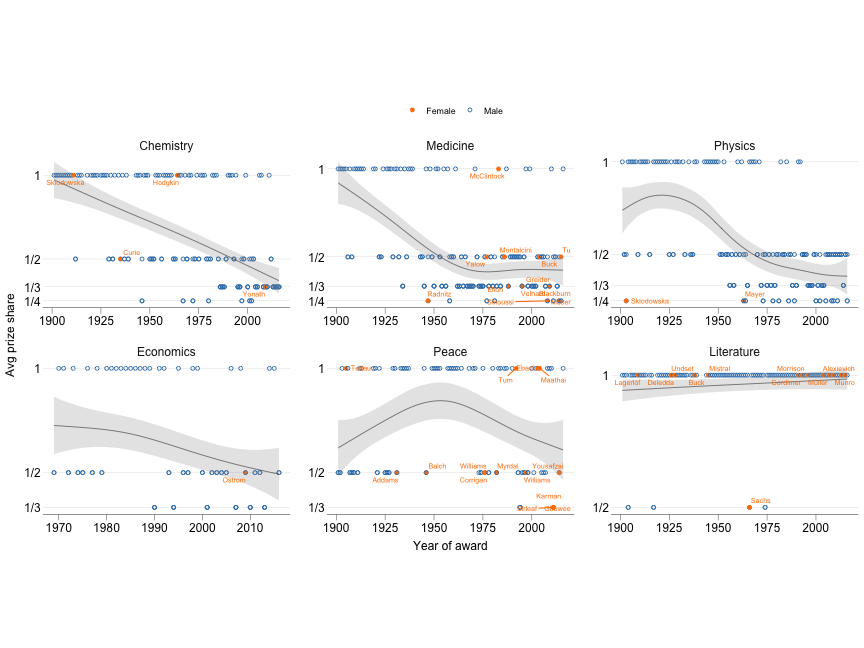 Female Male
Chemistry
Medicine
Physics
1
1/2
1/3
1/4
Skłodowska
Hodgkin
Curie
Yonath
1900 1925 1950 1975 2000
1
1/2
1/3
1/4
McClintock
Montalcini
Tu
Yalow
Buck
Greider
Elion
Radnitz
Volhard
Blackburn
1900 1925 1950 1975 2000
1
1/2
1/3
1/4
Mayer
Skłodowska
1900 1925 1950 1975 2000
Avg prize share
Economics
Peace
Literature
1
1/2
1/3
Ostrom
1970 1980 1990 2000 2010
1
1/2
1/3
Tum
Maathai
Balch
Williams
Myrdal
Yousafzai
Addams
Corrigan
Williams
Karman
Gbowee
1900 1925 1950 1975 2000
1
1/2
Undset
Mistral
Morrison
Alexievich
Lagerlöf
Deledda
Buck
Gordimer
Müller
Munro
Sachs
1900 1925 1950 1975 2000
Year of award